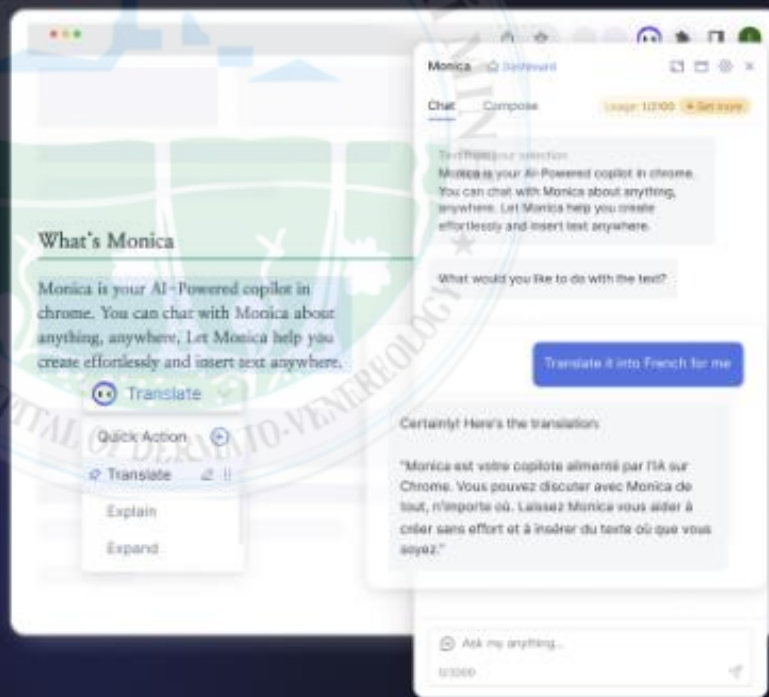 Monica Dashboard
Chat Compose Usage: 1/2100 + Get more
Text from your selection
Monica is your AI-Powered copilot in chrome.
You can chat with Monica about anything,
anywhere. Let Monica help you create
effortlessly and insert text anywhere.
What would you like to do with the text?
What's Monica
Monica is your AI-Powered copilot in
chrome. You can chat with Monica about
anything, anywhere, Let Monica help you
create effortlessly and insert text anywhere.
Translate
Quick Action
Translate
Explain
Expand
Translate it into French for me
Certainly! Here's the translation:
"Monica est votre copilote alimenté par l'IA sur
Chrome. Vous pouvez discuter avec Monica de
tout, n'importe où. Laissez Monica vous aider à
créer sans effort et à insérer du texte où que vous
soyez."
Ask my anything...
DERMATO-VENEREOLOGY